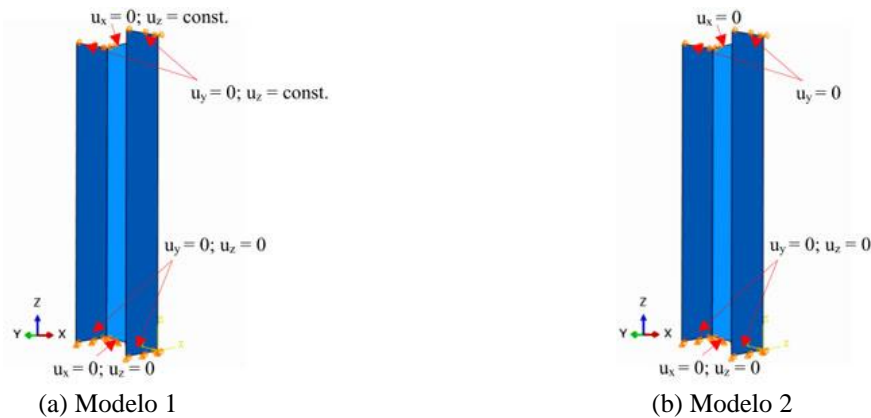 uₓ = 0; u_z = const.
u_y = 0; u_z = const.
u_y = 0; u_z = 0
Z
Y
X
z
uₓ = 0; u_z = 0
(a) Modelo 1
uₓ = 0
u_y = 0
u_y = 0; u_z = 0
Z
Y
X
z
uₓ = 0; u_z = 0
(b) Modelo 2